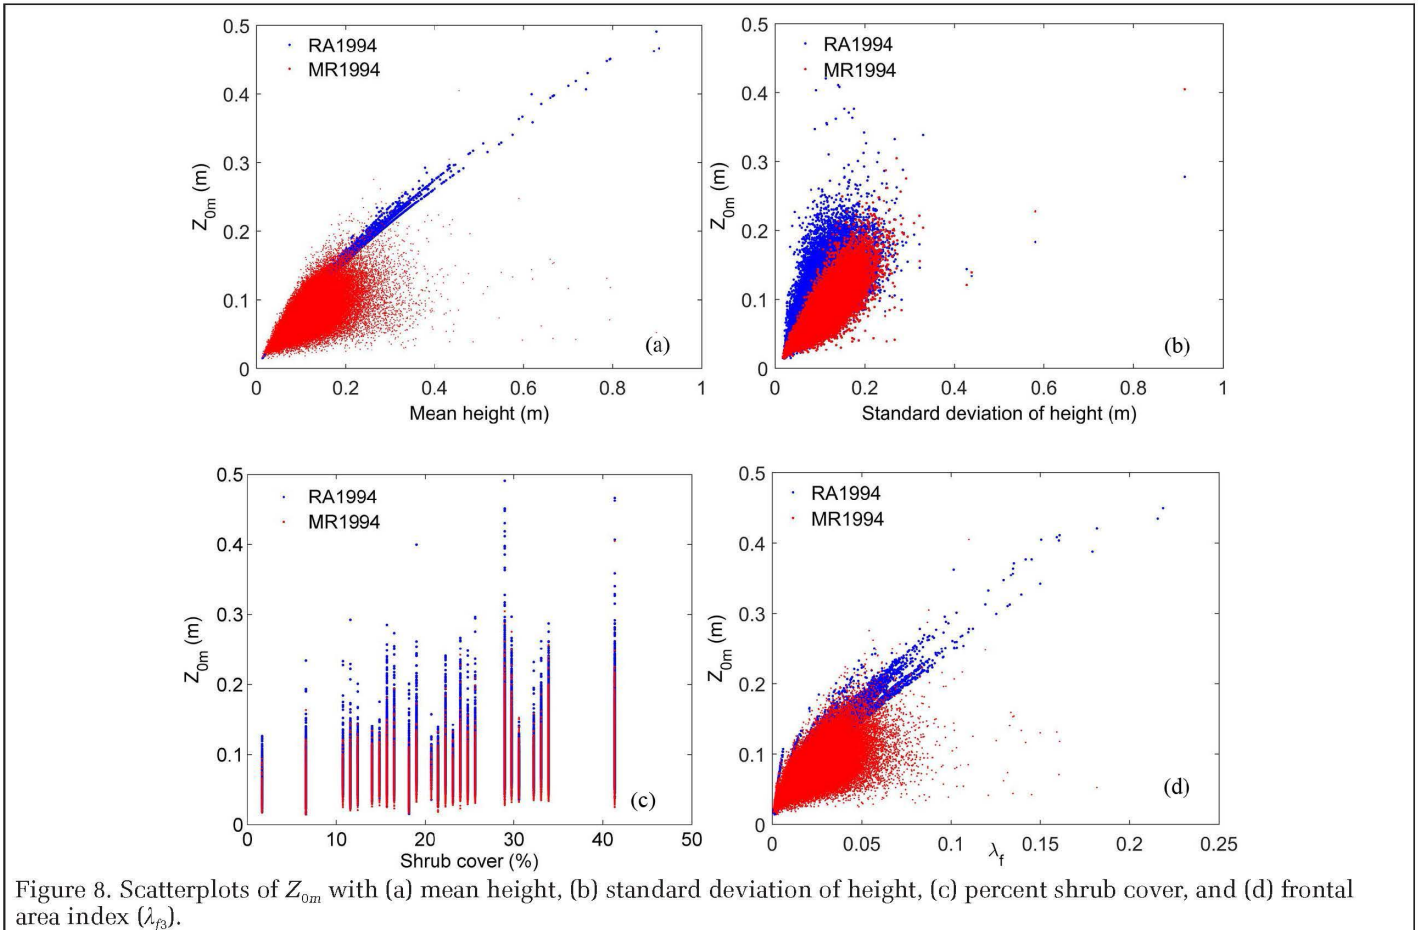 0.5
0.4
0.3
0.2
0.1
0
Z0m (m)
RA1994
MR1994
(a)
0 0.2 0.4 0.6 0.8 1
Mean height (m)
0.5
0.4
0.3
0.2
0.1
0
Z0m (m)
RA1994
MR1994
(b)
0 0.2 0.4 0.6 0.8 1
Standard deviation of height (m)
0.5
0.4
0.3
0.2
0.1
0
Z0m (m)
RA1994
MR1994
(c)
0 10 20 30 40 50
Shrub cover (%)
0.5
0.4
0.3
0.2
0.1
0
Z0m (m)
RA1994
MR1994
(d)
0 0.05 0.1 0.15 0.2 0.25
λf
Figure 8. Scatterplots of Z0m with (a) mean height, (b) standard deviation of height, (c) percent shrub cover, and (d) frontal
area index (λf3).